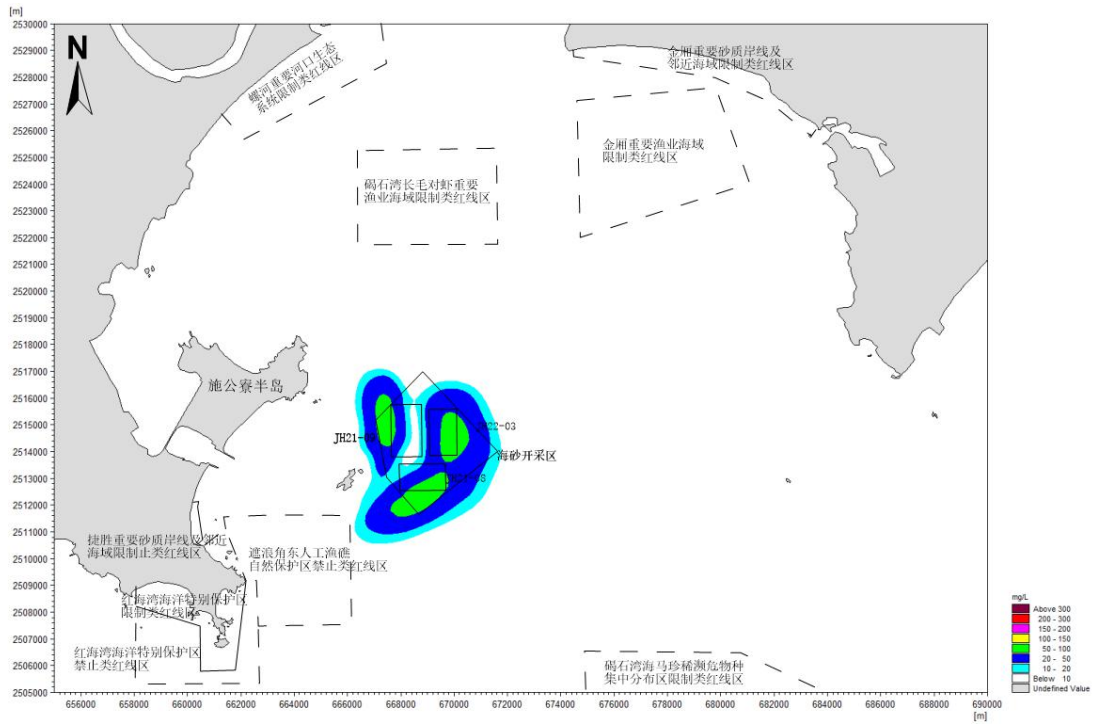 [m]
2530000
2529000
2528000
2527000
2526000
2525000
2524000
2523000
2522000
2521000
2520000
2519000
2518000
2517000
2516000
2515000
2514000
2513000
2512000
2511000
2510000
2509000
2508000
2507000
2506000
2505000
N
螺河重要河口生态
系统限制类红线区
金厢重要砂质岸线及
邻近海域限制类红线区
碣石湾长毛对虾重要
渔业海域限制类红线区
金厢重要渔业海域
限制类红线区
施公寮半岛
JH21-09
JH22-03
海砂开采区
捷胜重要砂质岸线及邻近
海域限制止类红线区
遮浪角东人工渔礁
自然保护区禁止类红线区
红海湾海洋特别保护区
限制类红线区
红海湾海洋特别保护区
禁止类红线区
碣石湾海马珍稀濒危物种
集中分布区限制类红线区
656000 658000 660000 662000 664000 666000 668000 670000 672000 674000 676000 678000 680000 682000 684000 686000 688000 690000
[m]
mg/L
Above 300
200 - 300
150 - 200
100 - 150
50 - 100
20 - 50
10 - 20
Below 10
Undefined Value